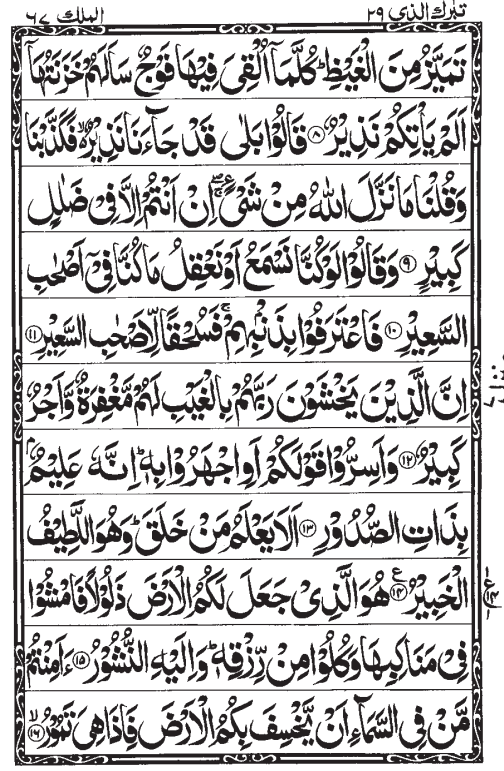 تبٰرك الذي ٢٩
الملك ٦٧
تَمَيَّزُ مِنَ الْغَيْظِ ؕ كُلَّمَاۤ اُلْقِیَ فِيْهَا فَوْجٌ سَاَلَهُمْ خَزَنَتُهَاۤ
اَلَمْ يَاْتِكُمْ نَذِيْرٌ ﴿٨﴾ قَالُوْا بَلٰی قَدْ جَآءَنَا نَذِيْرٌ ۙ فَكَذَّبْنَا
وَقُلْنَا مَا نَزَّلَ اللّٰهُ مِنْ شَیْءٍ ۚۖ اِنْ اَنْتُمْ اِلَّا فِیْ ضَلٰلٍ
كَبِيْرٍ ﴿٩﴾ وَقَالُوْا لَوْ كُنَّا نَسْمَعُ اَوْ نَعْقِلُ مَا كُنَّا فِیْۤ اَصْحٰبِ
السَّعِيْرِ ﴿١٠﴾ فَاعْتَرَفُوْا بِذَنْۢبِهِمْ ۚ فَسُحْقًا لِّاَصْحٰبِ السَّعِيْرِ ﴿١١﴾
اِنَّ الَّذِيْنَ يَخْشَوْنَ رَبَّهُمْ بِالْغَيْبِ لَهُمْ مَّغْفِرَةٌ وَّاَجْرٌ
كَبِيْرٌ ﴿١٢﴾ وَاَسِرُّوْا قَوْلَكُمْ اَوِ اجْهَرُوْا بِهٖ ؕ اِنَّهٗ عَلِيْمٌۢ
بِذَاتِ الصُّدُوْرِ ﴿١٣﴾ اَلَا يَعْلَمُ مَنْ خَلَقَ ؕ وَهُوَ اللَّطِيْفُ
الْخَبِيْرُ ﴿١٤﴾ هُوَ الَّذِیْ جَعَلَ لَكُمُ الْاَرْضَ ذَلُوْلًا فَامْشُوْا
فِیْ مَنَاكِبِهَا وَكُلُوْا مِنْ رِّزْقِهٖ ؕ وَاِلَيْهِ النُّشُوْرُ ﴿١٥﴾ ءَاَمِنْتُمْ
مَّنْ فِی السَّمَآءِ اَنْ يَّخْسِفَ بِكُمُ الْاَرْضَ فَاِذَا هِیَ تَمُوْرُ ۙ ﴿١٦﴾